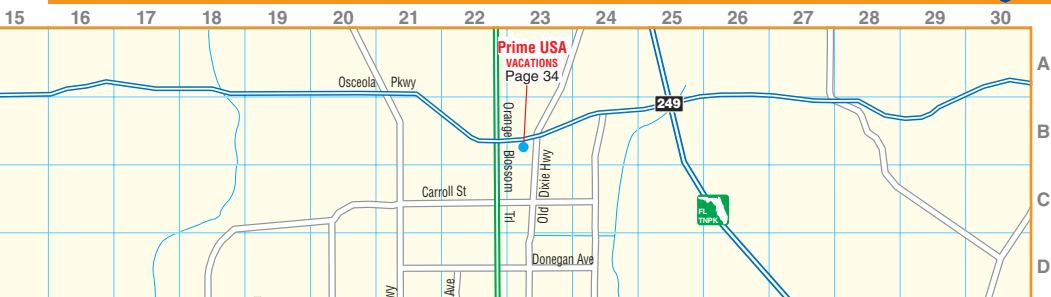 15 16 17 18 19 20 21 22 23 24 25 26 27 28 29 30
Prime USA
VACATIONS
Page 34
A
Osceola Pkwy
249
B
Orange Blossom Trl
Old Dixie Hwy
Carroll St
C
FL
TNPK
Donegan Ave
D
wy
Ave